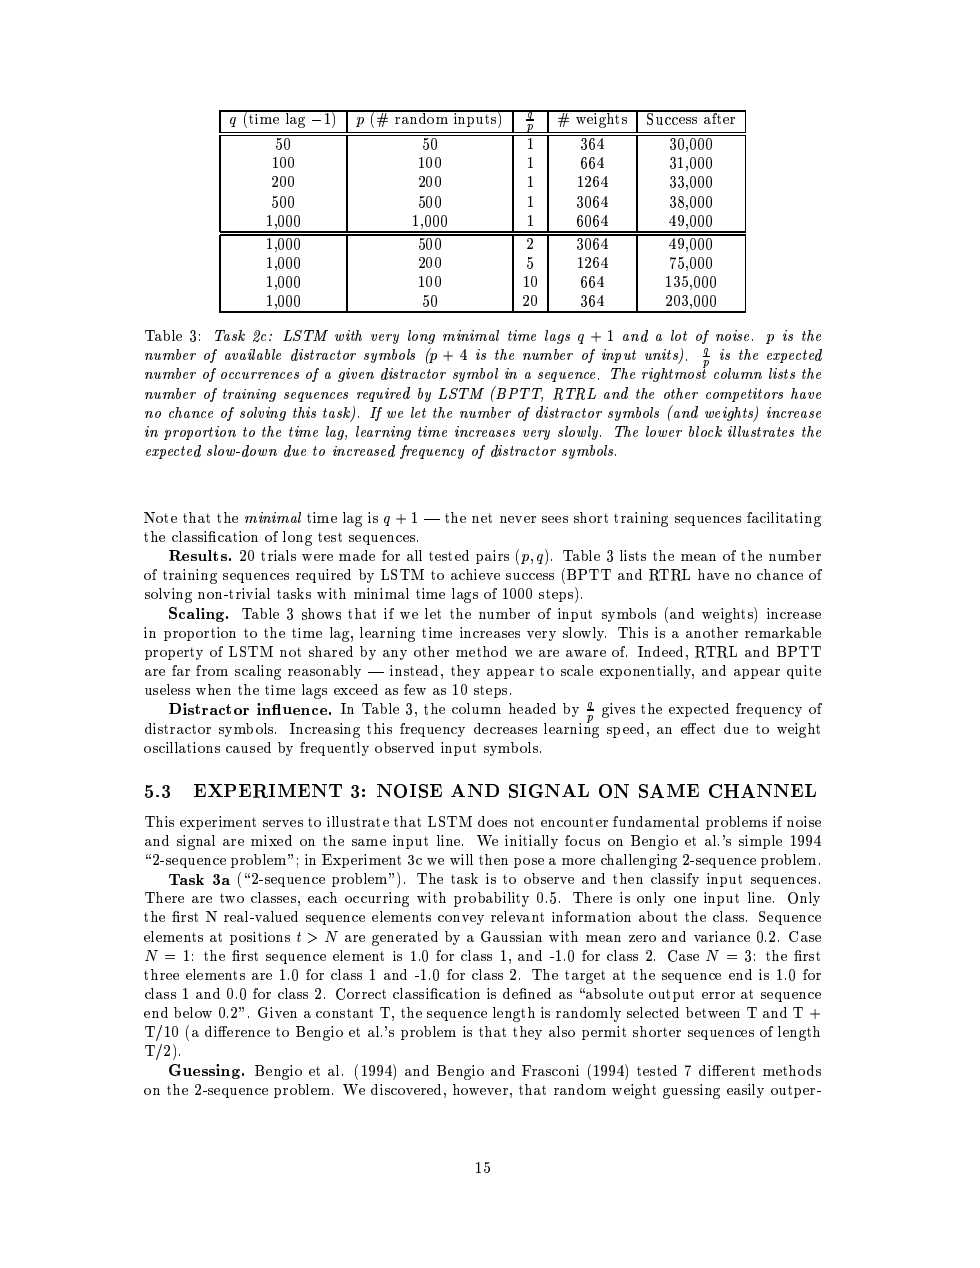 q (time lag −1) p (# random inputs) q/p # weights Success after
50 50 1 364 30,000
100 100 1 664 31,000
200 200 1 1264 33,000
500 500 1 3064 38,000
1,000 1,000 1 6064 49,000
1,000 500 2 3064 49,000
1,000 200 5 1264 75,000
1,000 100 10 664 135,000
1,000 50 20 364 203,000
Table 3: Task 2c: LSTM with very long minimal time lags q + 1 and a lot of noise. p is the
number of available distractor symbols (p + 4 is the number of input units). q/p is the expected
number of occurrences of a given distractor symbol in a sequence. The rightmost column lists the
number of training sequences required by LSTM (BPTT, RTRL and the other competitors have
no chance of solving this task). If we let the number of distractor symbols (and weights) increase
in proportion to the time lag, learning time increases very slowly. The lower block illustrates the
expected slow-down due to increased frequency of distractor symbols.
Note that the minimal time lag is q + 1 — the net never sees short training sequences facilitating
the classification of long test sequences.
Results. 20 trials were made for all tested pairs (p, q). Table 3 lists the mean of the number
of training sequences required by LSTM to achieve success (BPTT and RTRL have no chance of
solving non-trivial tasks with minimal time lags of 1000 steps).
Scaling. Table 3 shows that if we let the number of input symbols (and weights) increase
in proportion to the time lag, learning time increases very slowly. This is a another remarkable
property of LSTM not shared by any other method we are aware of. Indeed, RTRL and BPTT
are far from scaling reasonably — instead, they appear to scale exponentially, and appear quite
useless when the time lags exceed as few as 10 steps.
Distractor influence. In Table 3, the column headed by q/p gives the expected frequency of
distractor symbols. Increasing this frequency decreases learning speed, an effect due to weight
oscillations caused by frequently observed input symbols.
5.3 EXPERIMENT 3: NOISE AND SIGNAL ON SAME CHANNEL
This experiment serves to illustrate that LSTM does not encounter fundamental problems if noise
and signal are mixed on the same input line. We initially focus on Bengio et al.'s simple 1994
“2-sequence problem”; in Experiment 3c we will then pose a more challenging 2-sequence problem.
Task 3a (“2-sequence problem”). The task is to observe and then classify input sequences.
There are two classes, each occurring with probability 0.5. There is only one input line. Only
the first N real-valued sequence elements convey relevant information about the class. Sequence
elements at positions t > N are generated by a Gaussian with mean zero and variance 0.2. Case
N = 1: the first sequence element is 1.0 for class 1, and -1.0 for class 2. Case N = 3: the first
three elements are 1.0 for class 1 and -1.0 for class 2. The target at the sequence end is 1.0 for
class 1 and 0.0 for class 2. Correct classification is defined as “absolute output error at sequence
end below 0.2”. Given a constant T, the sequence length is randomly selected between T and T +
T/10 (a difference to Bengio et al.'s problem is that they also permit shorter sequences of length
T/2).
Guessing. Bengio et al. (1994) and Bengio and Frasconi (1994) tested 7 different methods
on the 2-sequence problem. We discovered, however, that random weight guessing easily outper-
15